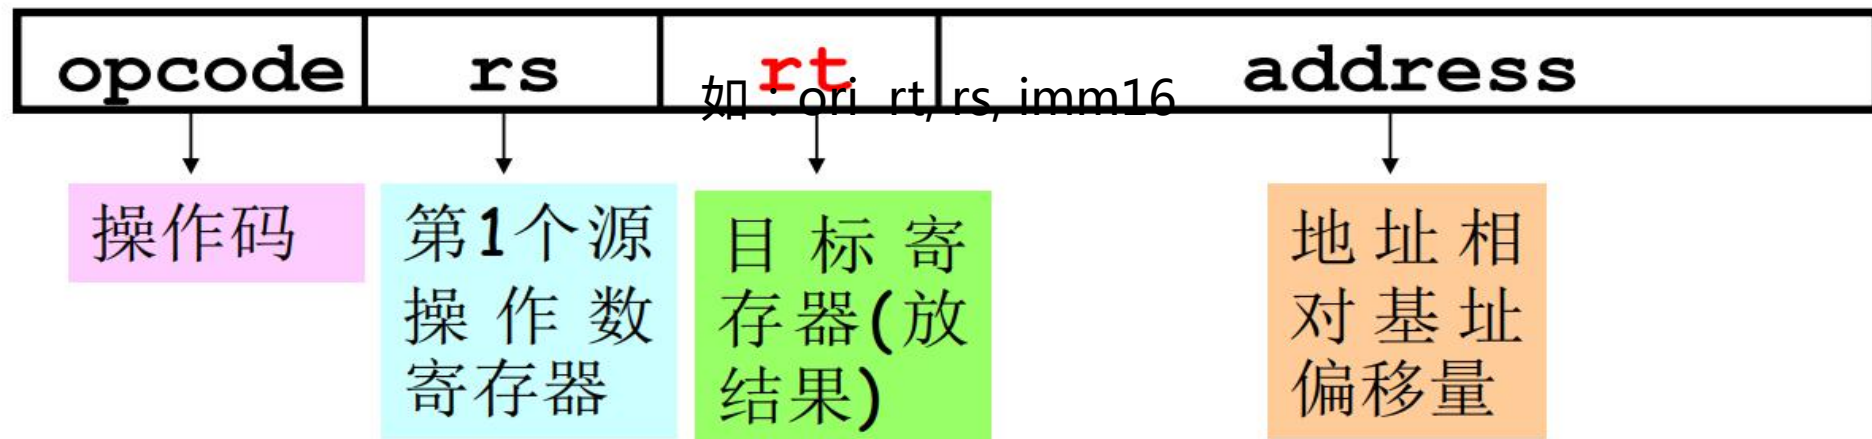 opcode rs rt address
如：ori rt, rs, imm16
操作码
第1个源
操作数
寄存器
目标寄
存器(放
结果)
地址相
对基址
偏移量